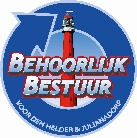 BEHOORLIJK
BESTUUR
VOOR DEN HELDER & JULIANADORP